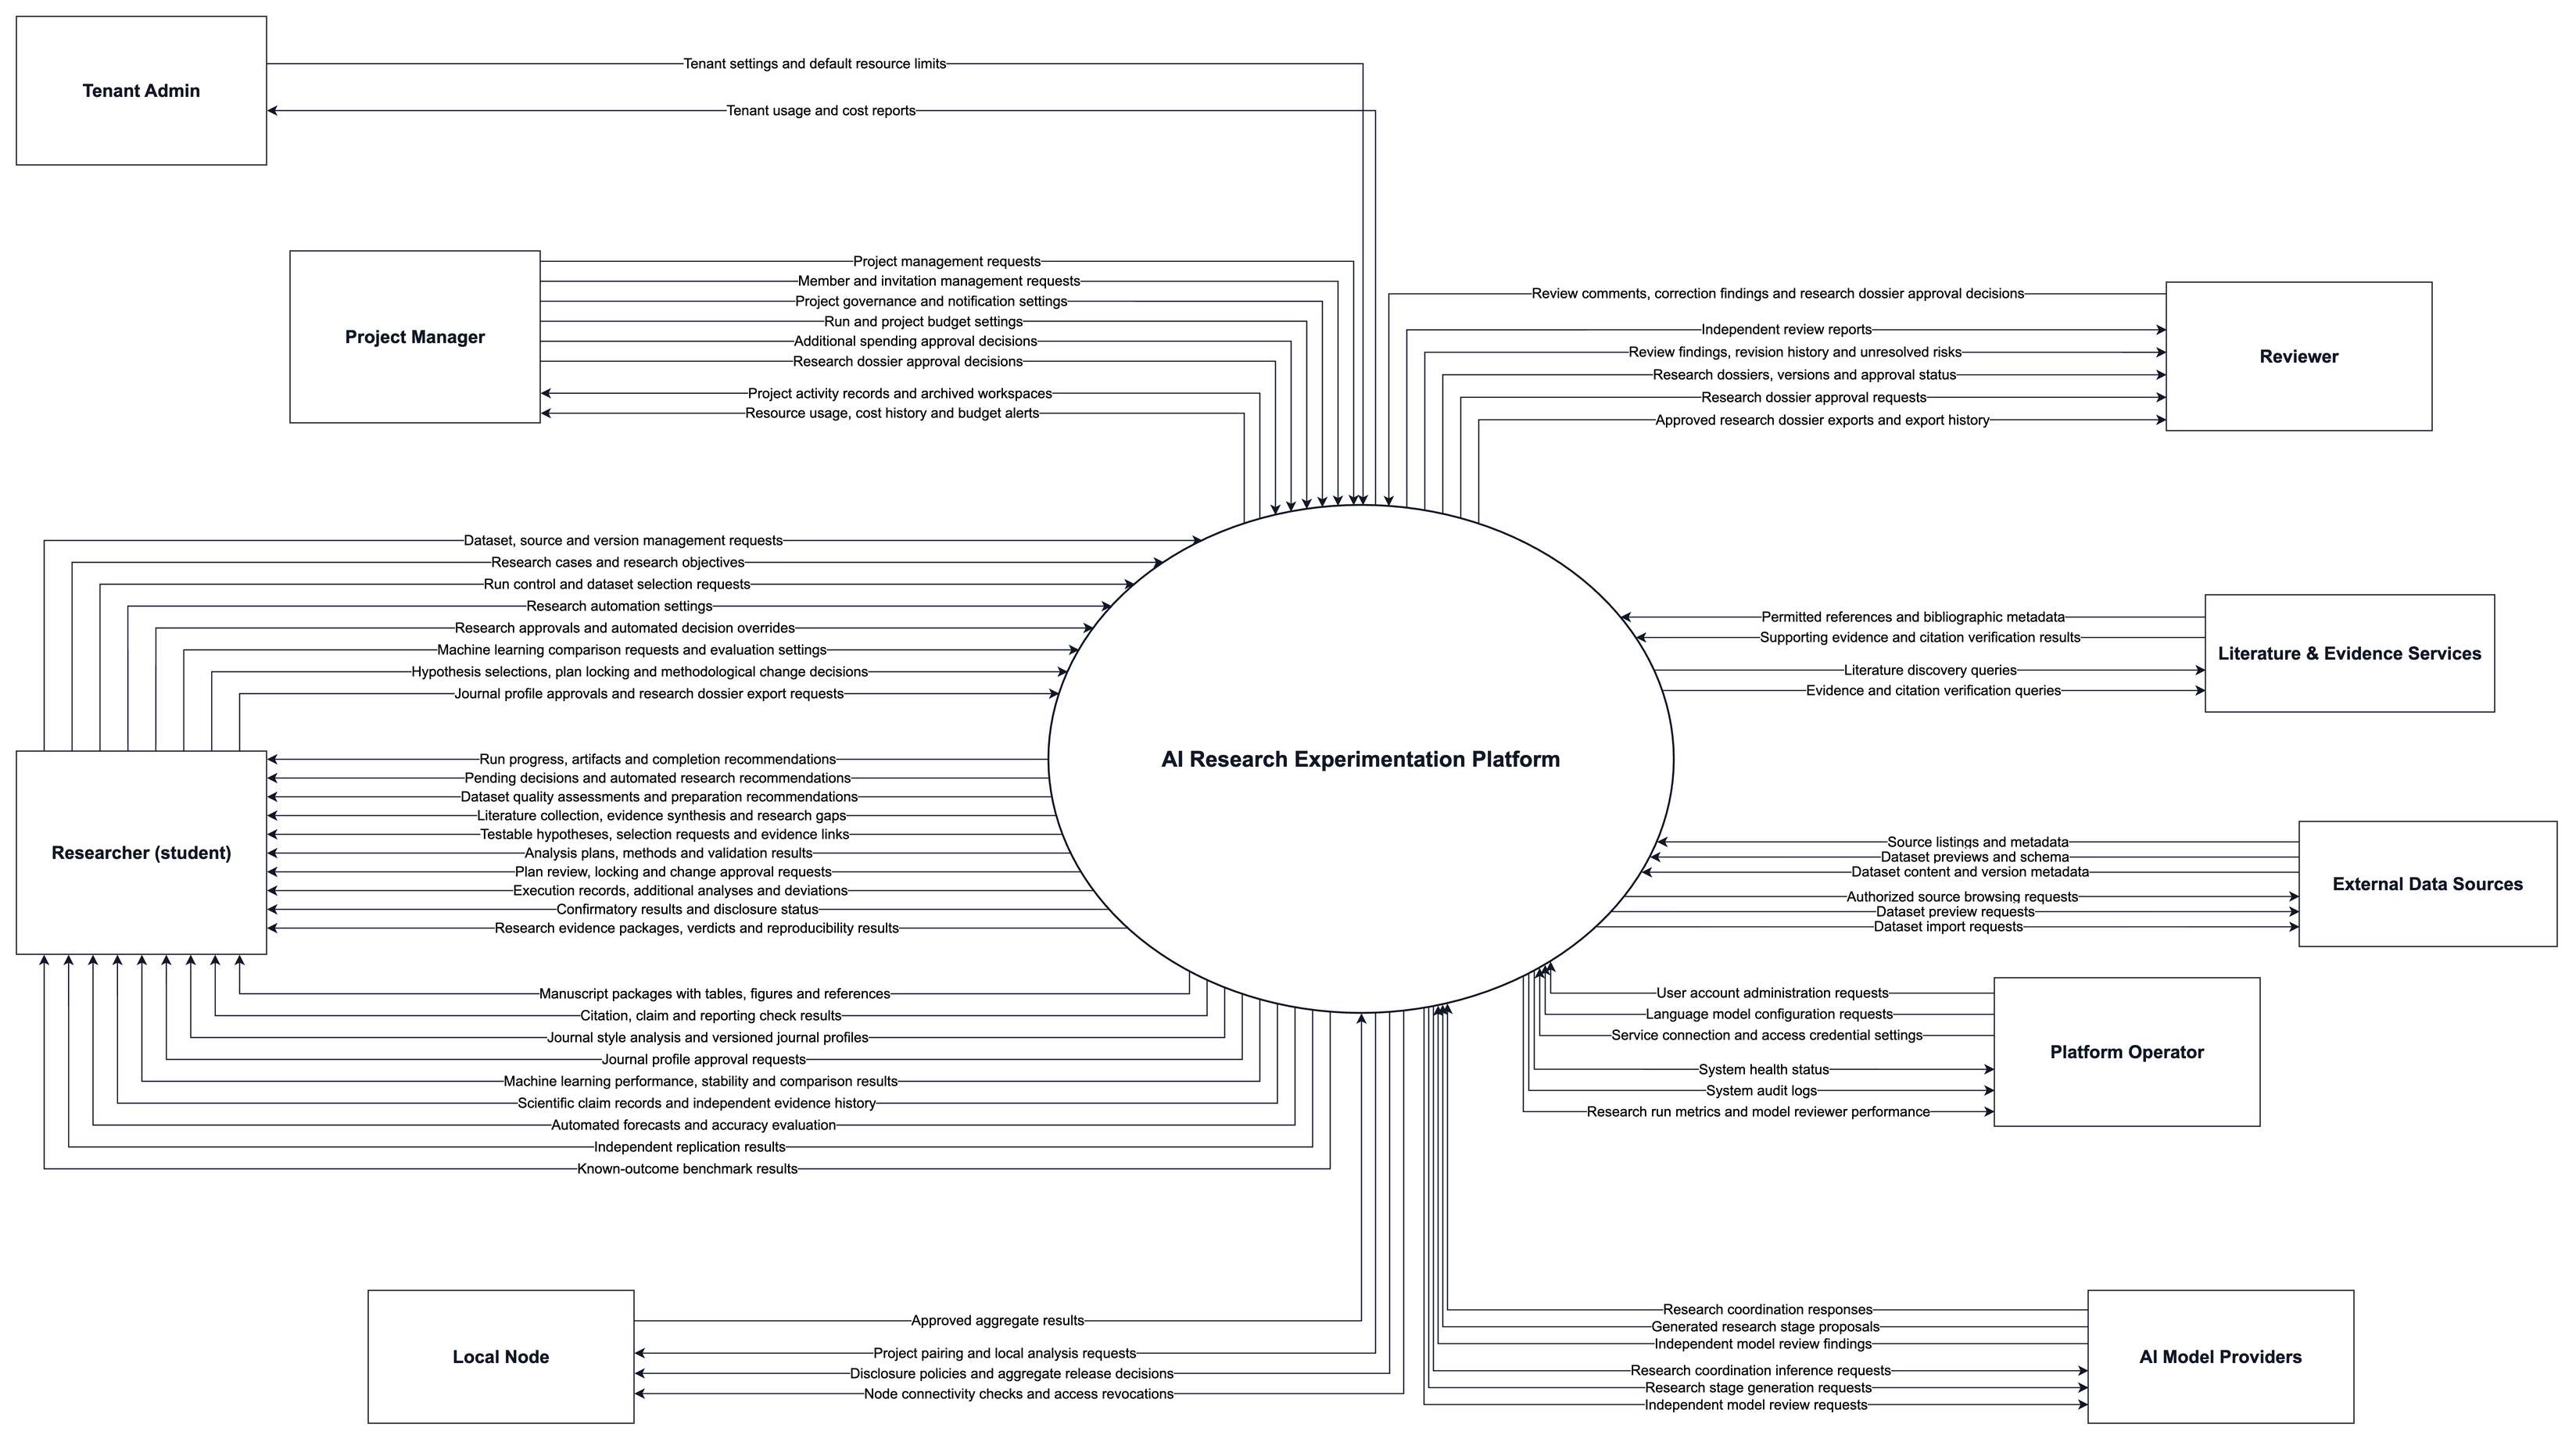 Tenant Admin
Tenant settings and default resource limits
Tenant usage and cost reports
Project Manager
Project management requests
Member and invitation management requests
Project governance and notification settings
Run and project budget settings
Additional spending approval decisions
Research dossier approval decisions
Project activity records and archived workspaces
Resource usage, cost history and budget alerts
Review comments, correction findings and research dossier approval decisions
Independent review reports
Review findings, revision history and unresolved risks
Research dossiers, versions and approval status
Research dossier approval requests
Approved research dossier exports and export history
Reviewer
Dataset, source and version management requests
Research cases and research objectives
Run control and dataset selection requests
Research automation settings
Research approvals and automated decision overrides
Machine learning comparison requests and evaluation settings
Hypothesis selections, plan locking and methodological change decisions
Journal profile approvals and research dossier export requests
Researcher (student)
Run progress, artifacts and completion recommendations
Pending decisions and automated research recommendations
Dataset quality assessments and preparation recommendations
Literature collection, evidence synthesis and research gaps
Testable hypotheses, selection requests and evidence links
Analysis plans, methods and validation results
Plan review, locking and change approval requests
Execution records, additional analyses and deviations
Confirmatory results and disclosure status
Research evidence packages, verdicts and reproducibility results
Manuscript packages with tables, figures and references
Citation, claim and reporting check results
Journal style analysis and versioned journal profiles
Journal profile approval requests
Machine learning performance, stability and comparison results
Scientific claim records and independent evidence history
Automated forecasts and accuracy evaluation
Independent replication results
Known-outcome benchmark results
AI Research Experimentation Platform
Permitted references and bibliographic metadata
Supporting evidence and citation verification results
Literature discovery queries
Evidence and citation verification queries
Literature & Evidence Services
Source listings and metadata
Dataset previews and schema
Dataset content and version metadata
Authorized source browsing requests
Dataset preview requests
Dataset import requests
External Data Sources
User account administration requests
Language model configuration requests
Service connection and access credential settings
System health status
System audit logs
Research run metrics and model reviewer performance
Platform Operator
Local Node
Approved aggregate results
Project pairing and local analysis requests
Disclosure policies and aggregate release decisions
Node connectivity checks and access revocations
Research coordination responses
Generated research stage proposals
Independent model review findings
Research coordination inference requests
Research stage generation requests
Independent model review requests
AI Model Providers